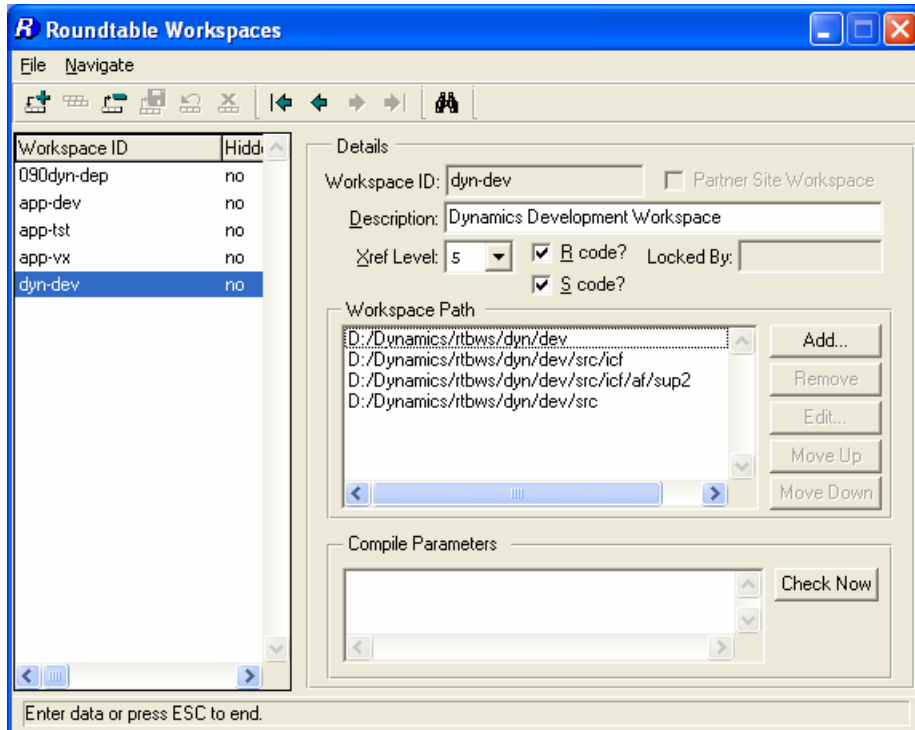 Roundtable Workspaces
File Navigate
Workspace ID Hidd
090dyn-dep no
app-dev no
app-tst no
app-vx no
dyn-dev no
Details
Workspace ID: dyn-dev Partner Site Workspace
Description: Dynamics Development Workspace
Xref Level: 5 R code? Locked By:
S code?
Workspace Path
D:/Dynamics/rtbws/dyn/dev
D:/Dynamics/rtbws/dyn/dev/src/icf
D:/Dynamics/rtbws/dyn/dev/src/icf/af/sup2
D:/Dynamics/rtbws/dyn/dev/src
Add...
Remove
Edit...
Move Up
Move Down
Compile Parameters
Check Now
Enter data or press ESC to end.